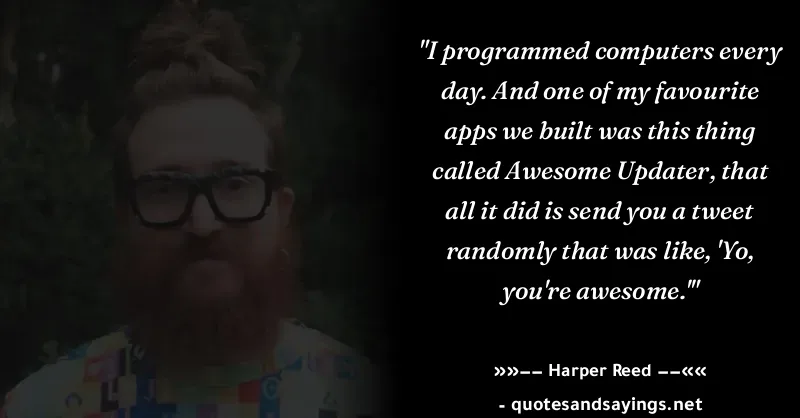 "I programmed computers every
day. And one of my favourite
apps we built was this thing
called Awesome Updater, that
all it did is send you a tweet
randomly that was like, 'Yo,
you're awesome.'"
»»–– Harper Reed ––««
- quotesandsayings.net